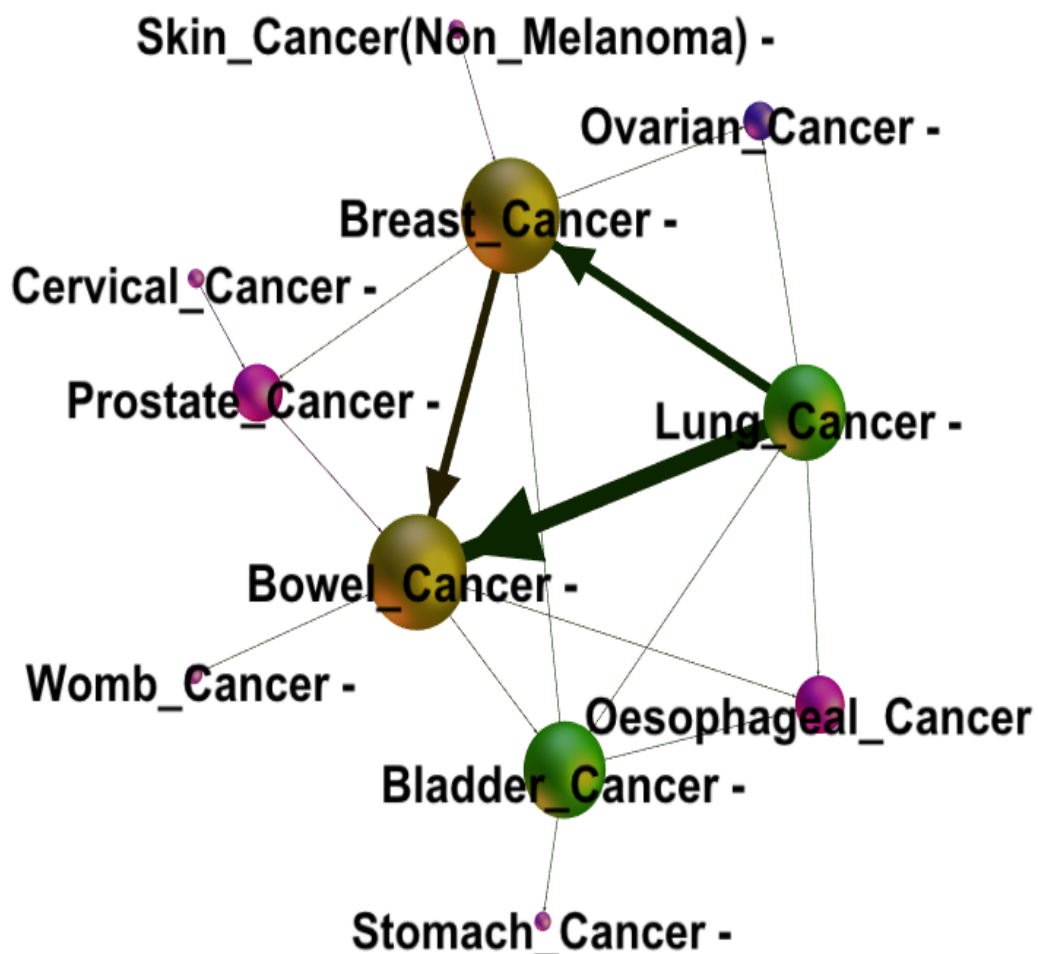 Skin_Cancer(Non_Melanoma) -
Ovarian_Cancer -
Breast_Cancer -
Cervical_Cancer -
Prostate_Cancer -
Lung_Cancer -
Bowel_Cancer -
Womb_Cancer -
Oesophageal_Cancer
Bladder_Cancer -
Stomach_Cancer -